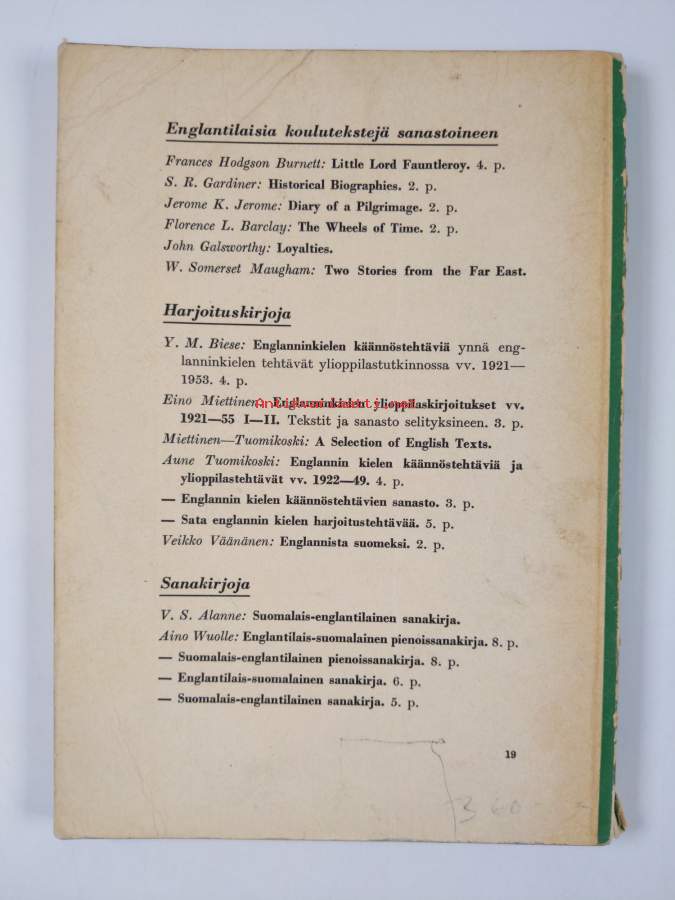 Englantilaisia koulutekstejä sanastoineen
Frances Hodgson Burnett: Little Lord Fauntleroy. 4. p.
S. R. Gardiner: Historical Biographies. 2. p.
Jerome K. Jerome: Diary of a Pilgrimage. 2. p.
Florence L. Barclay: The Wheels of Time. 2. p.
John Galsworthy: Loyalties.
W. Somerset Maugham: Two Stories from the Far East.
Harjoituskirjoja
Y. M. Biese: Englanninkielen käännöstehtäviä ynnä eng-
lanninkielen tehtävät ylioppilastutkinnossa vv. 1921—
1953. 4. p.
Eino Miettinen: Englanninkielen ylioppilaskirjoitukset vv.
1921—55 I—II. Tekstit ja sanasto selityksineen. 3. p.
Miettinen—Tuomikoski: A Selection of English Texts.
Aune Tuomikoski: Englannin kielen käännöstehtäviä ja
ylioppilastehtävät vv. 1922—49. 4. p.
— Englannin kielen käännöstehtävien sanasto. 3. p.
— Sata englannin kielen harjoitustehtävää. 5. p.
Veikko Väänänen: Englannista suomeksi. 2. p.
Sanakirjoja
V. S. Alanne: Suomalais-englantilainen sanakirja.
Aino Wuolle: Englantilais-suomalainen pienoissanakirja. 8. p.
— Suomalais-englantilainen pienoissanakirja. 8. p.
— Englantilais-suomalainen sanakirja. 6. p.
— Suomalais-englantilainen sanakirja. 5. p.
19